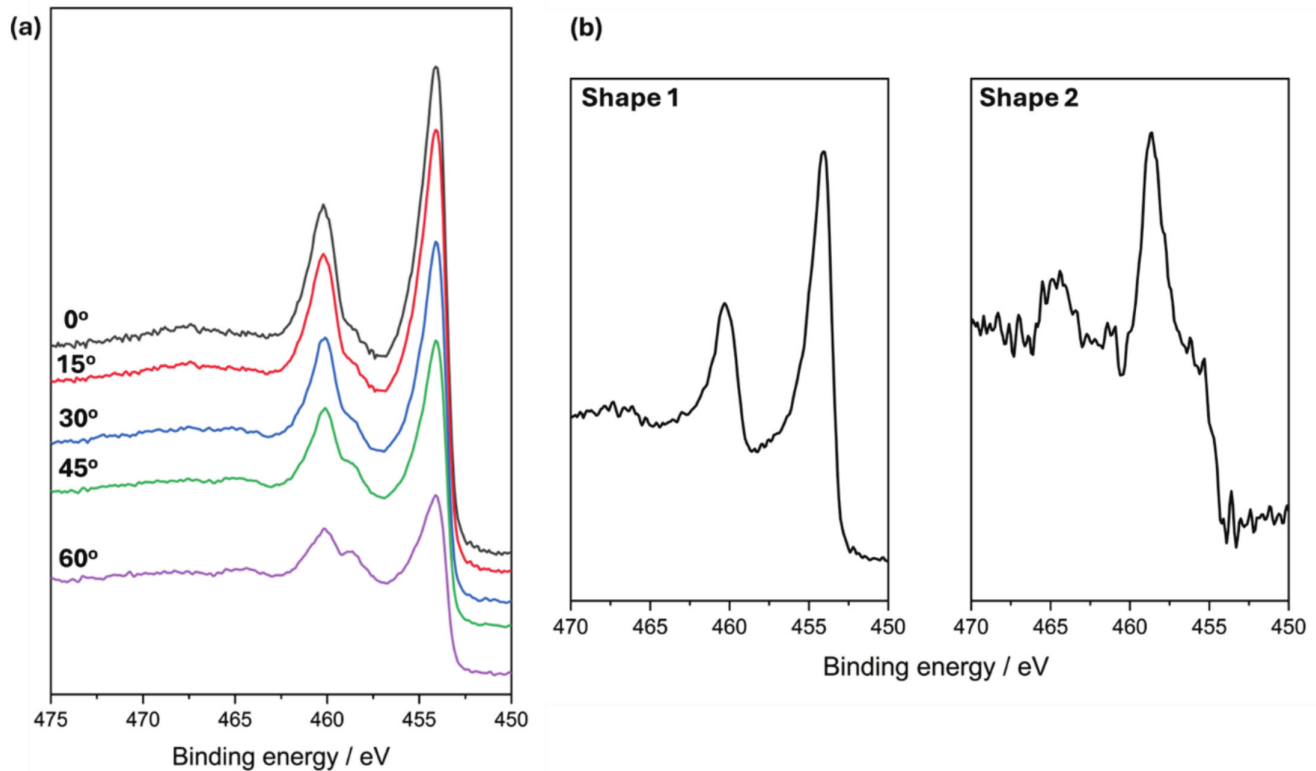 (a)
0º
15º
30º
45º
60º
475 470 465 460 455 450
Binding energy / eV
(b)
Shape 1 Shape 2
470 465 460 455 450 470 465 460 455 450
Binding energy / eV